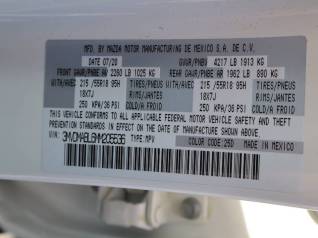 MFD BY MAZDA MOTOR MANUFACTURING DE MEXICO S.A. DE C.V.
DATE 07/20 GVWR/PNBV 4217 LB 1913 KG
FRONT GAWR/PNBE AV 2260 LB 1025 KG REAR GAWR/PNBE AR 1962 LB 890 KG
WITH/AVEC 215/55R18 95H TIRES/PNEUS WITH/AVEC 215/55R18 95H TIRES/PNEUS
18X7J RIMS/JANTES 18X7J RIMS/JANTES
250 KPA/36 PSI COLD/A FROID 250 KPA/36 PSI COLD/A FROID
THIS VEHICLE CONFORMS TO ALL APPLICABLE FEDERAL MOTOR VEHICLE SAFETY, BUMPER, AND THEFT
PREVENTION STANDARDS IN EFFECT ON THE DATE OF MANUFACTURE SHOWN ABOVE.
TYPE MPV
COLOR CODE:25D MADE IN MEXICO